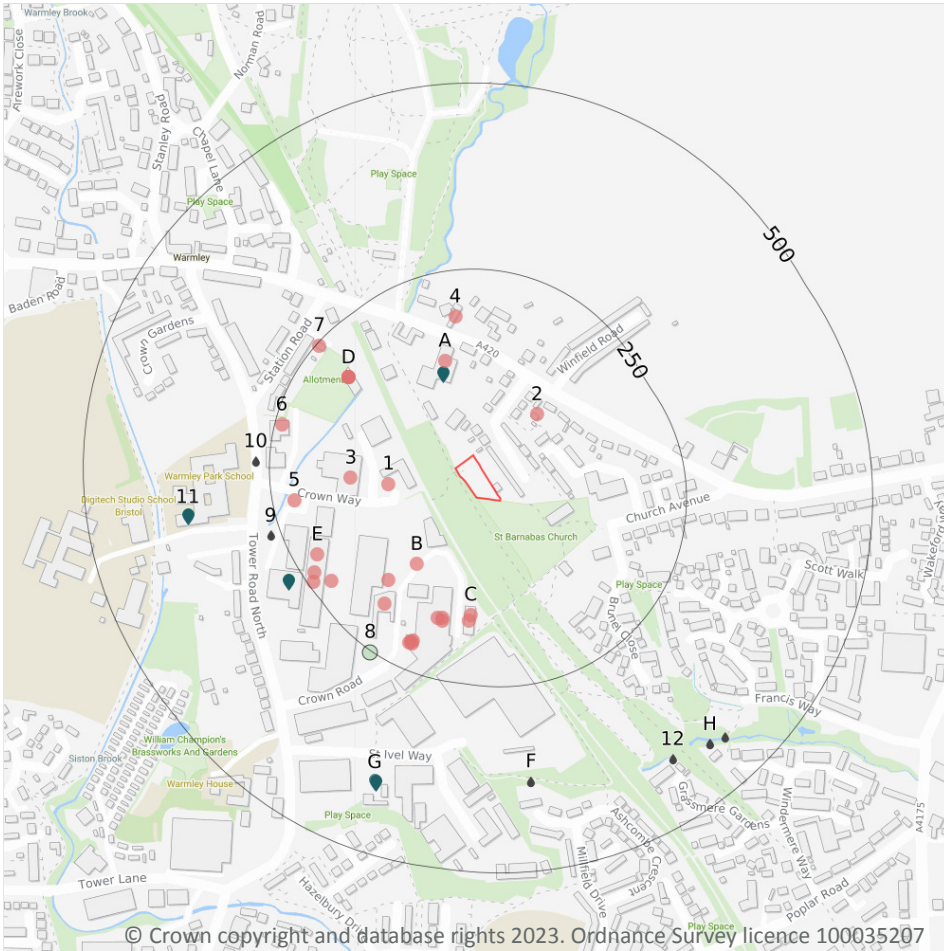 Warmley Brook
Norman Road
Arework Close
Stanley Road
Chapel Lane
Play Space
Play Space
500
Warmley
Baden Road
4
A420
Winfield Road
7
A
250
Crown Gardens
Station Road
D
Allotment
2
6
10
Warmley Park School
3
1
Digitech Studio School
Bristol
11
5
Crown Way
Church Avenue
9
St Barnabas Church
E
B
Scott Walk
Wakeford Way
Tower Road North
Play Space
C
Brunel Close
8
Crown Road
Francis Way
William Champion's
Brassworks And Gardens
Siston Brook
H
St Ivel Way
12
Warmley House
G
F
Grassmere Gardens
A4175
Play Space
Ashcombe Crescent
Windermere Way
Millfield Drive
Tower Lane
Hazelbury Drive
Poplar Road
Play Space
© Crown copyright and database rights 2023. Ordnance Survey licence 100035207